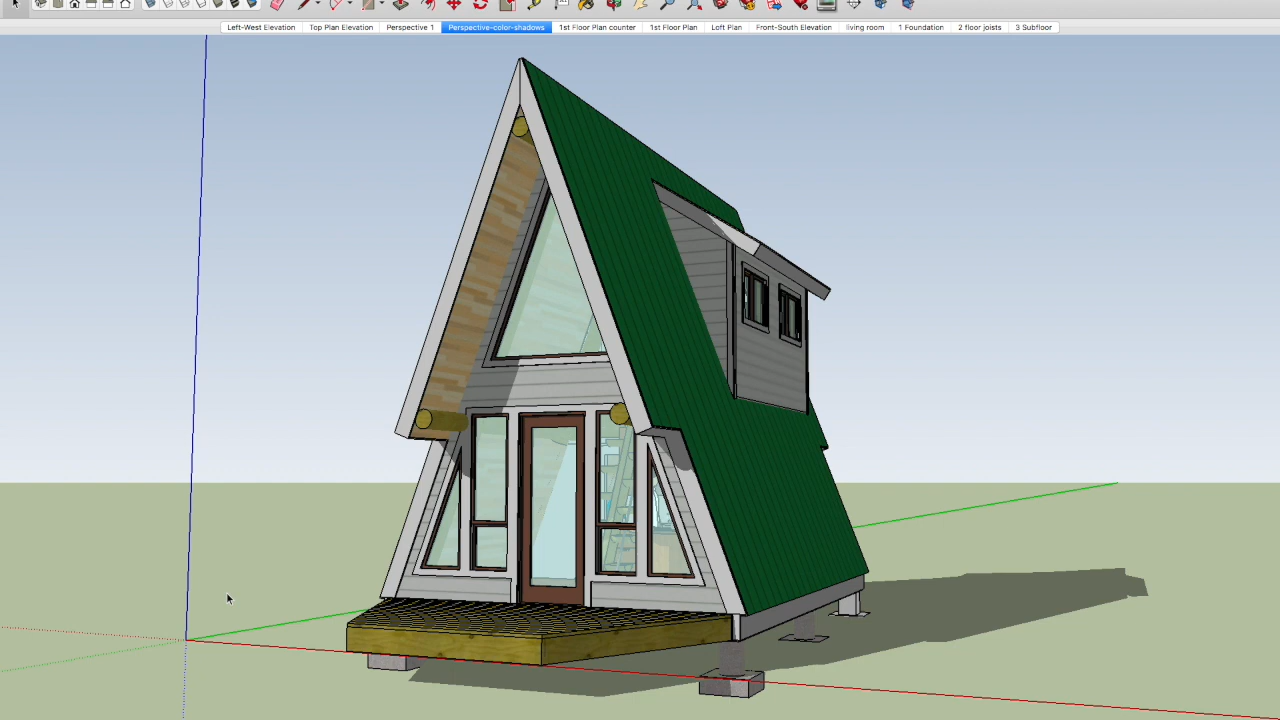 Left-West Elevation Top Plan Elevation Perspective 1 Perspective-color-shadows 1st Floor Plan counter 1st Floor Plan Loft Plan Front-South Elevation living room 1 Foundation 2 floor joists 3 Subfloor